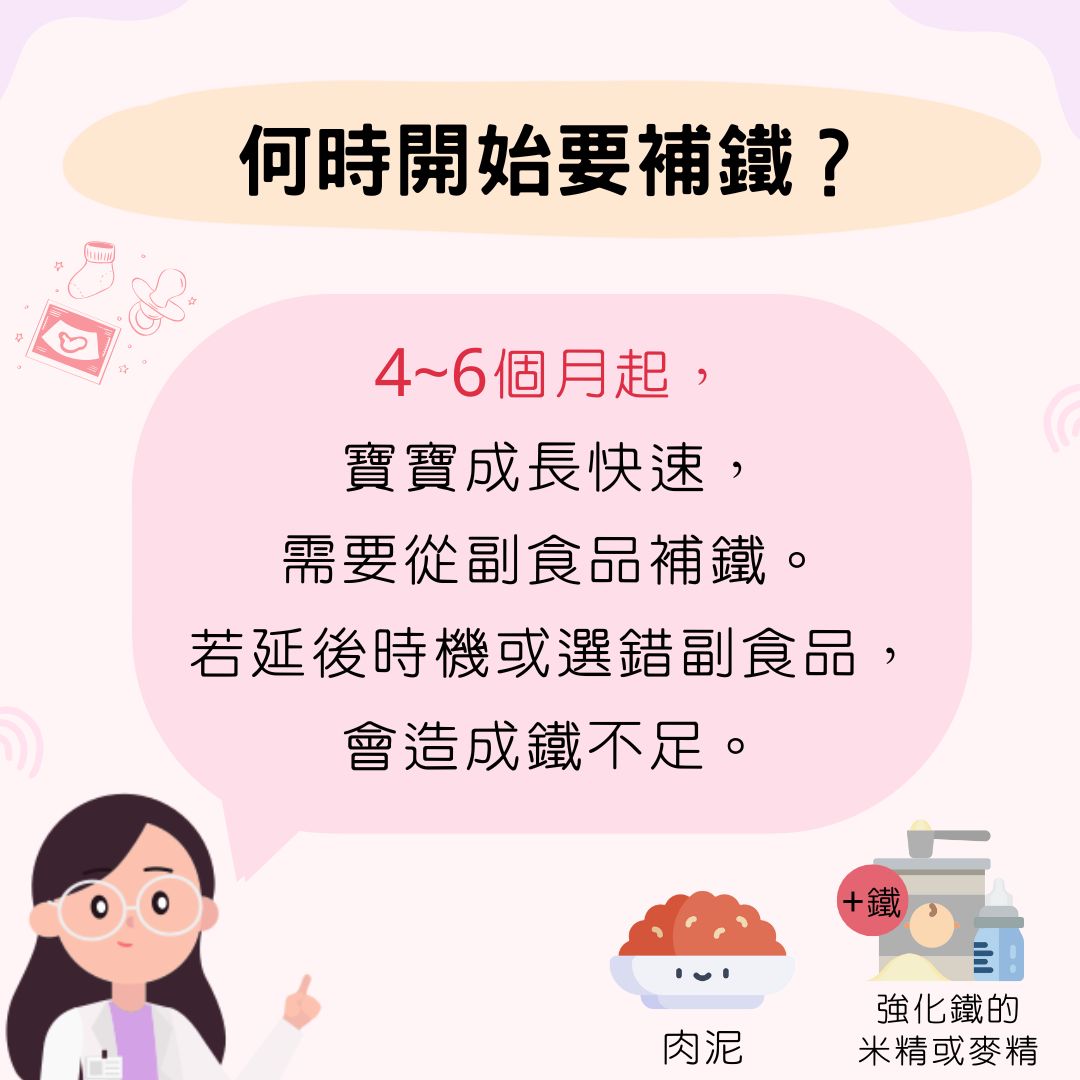 何時開始要補鐵？
4~6個月起，
寶寶成長快速，
需要從副食品補鐵。
若延後時機或選錯副食品，
會造成鐵不足。
+鐵
肉泥
強化鐵的
米精或麥精